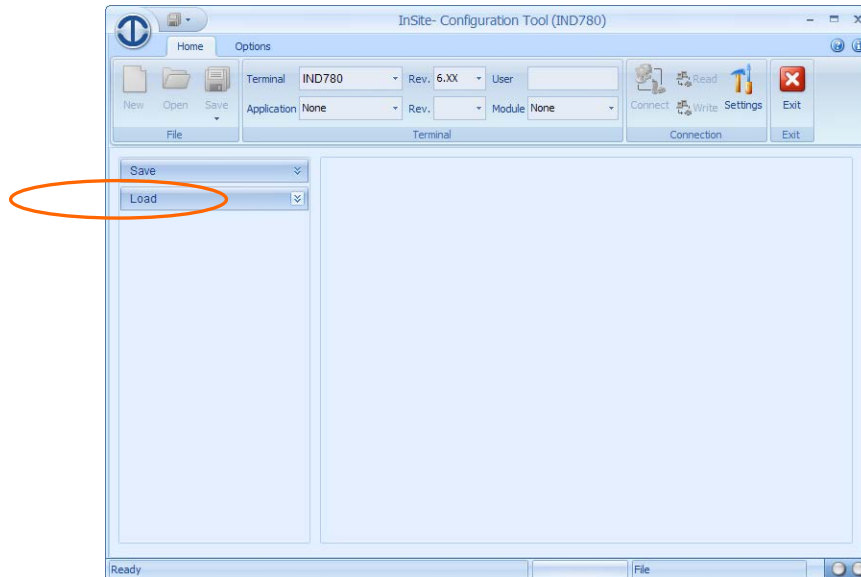 InSite- Configuration Tool (IND780)
Home Options
Terminal IND780 Rev. 6.XX User
New Open Save Application None Rev. Module None Connect Read Write Settings Exit
File Terminal Connection Exit
Save
Load
Ready File